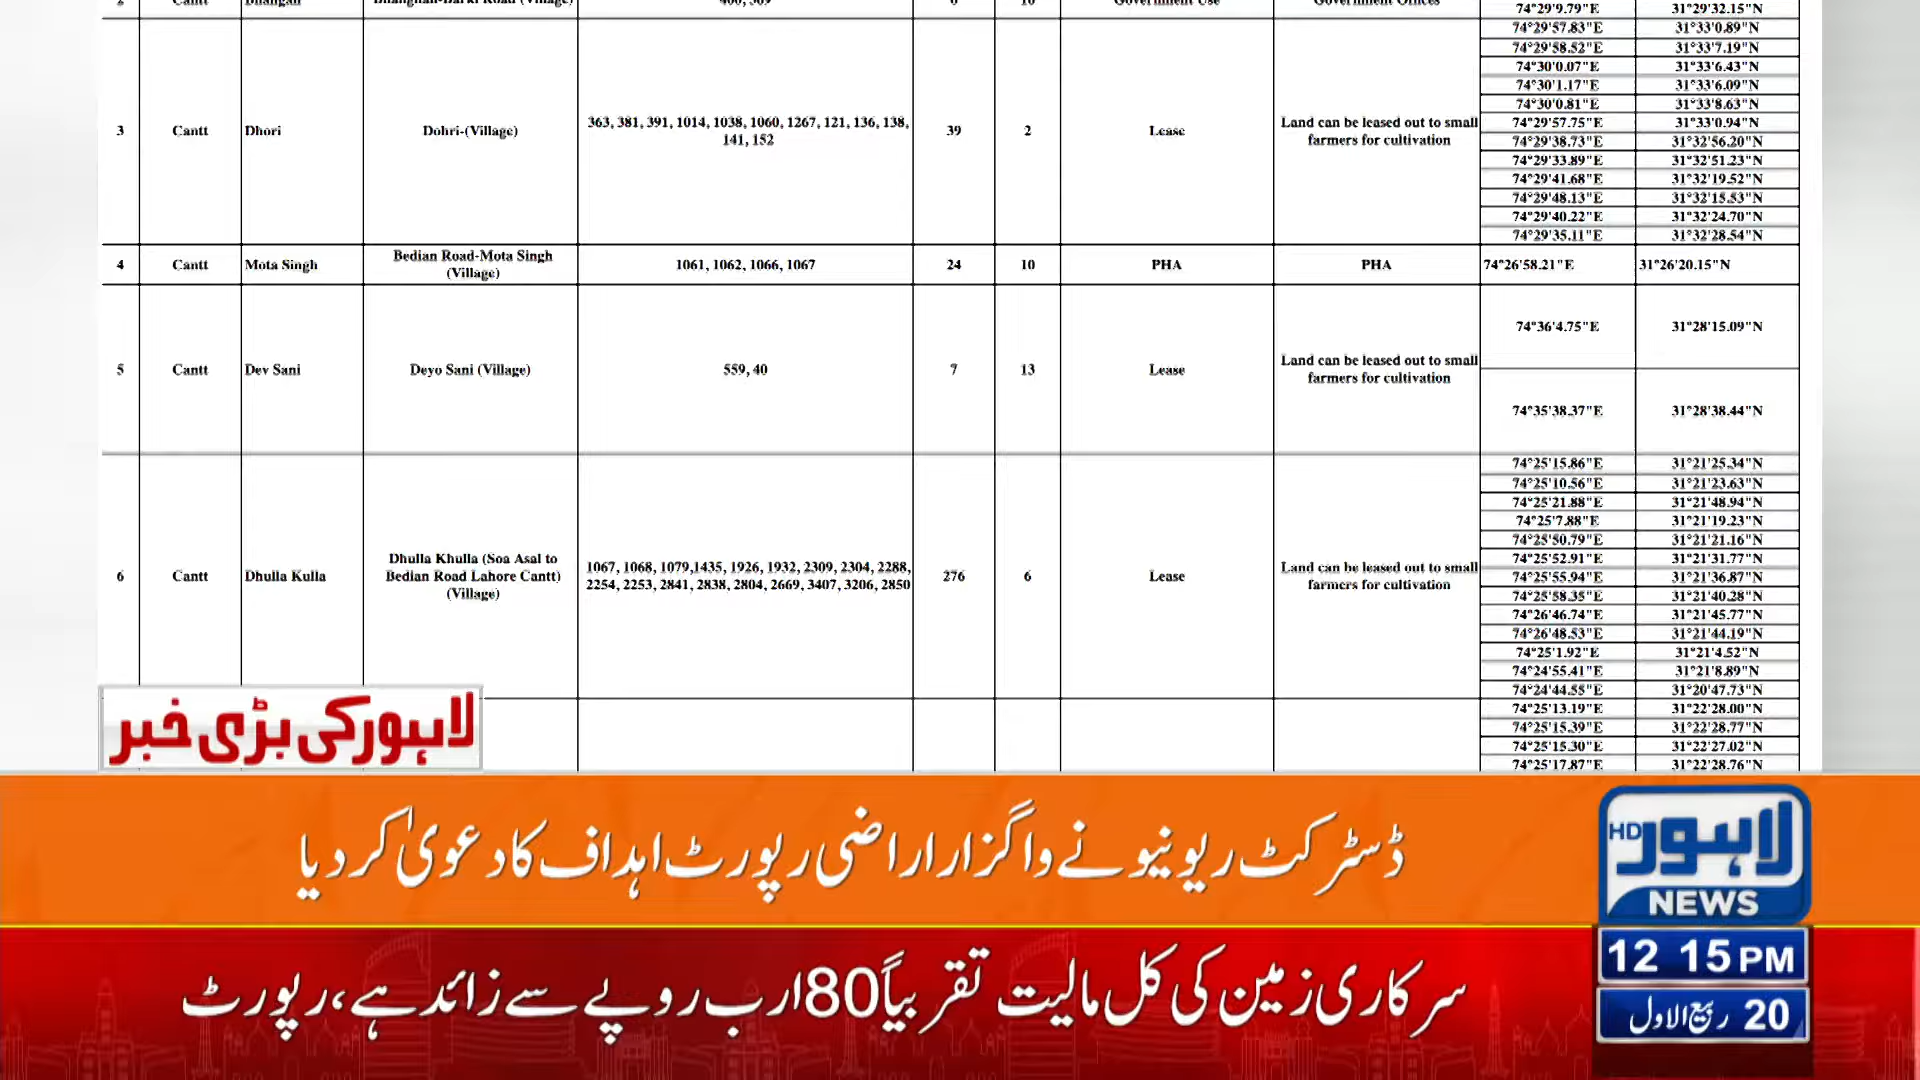 2 Cantt Bhangali Bhanghali-Barki Road (Village) 6 16 Government Use Government Offices
74°29'9.79"E 31°29'32.15"N
3 Cantt Dhori Dohri-(Village) 363, 381, 391, 1014, 1038, 1060, 1267, 121, 136, 138,
141, 152
39 2 Lease Land can be leased out to small
farmers for cultivation
74°29'57.83"E 31°33'0.89"N
74°29'58.52"E 31°33'7.19"N
74°30'0.07"E 31°33'6.43"N
74°30'1.17"E 31°33'6.09"N
74°30'0.81"E 31°33'8.63"N
74°29'57.75"E 31°33'0.94"N
74°29'38.73"E 31°32'56.20"N
74°29'33.89"E 31°32'51.23"N
74°29'41.68"E 31°32'19.52"N
74°29'48.13"E 31°32'15.53"N
74°29'40.22"E 31°32'24.70"N
74°29'35.11"E 31°32'28.54"N
4 Cantt Mota Singh Bedian Road-Mota Singh
(Village)
1061, 1062, 1066, 1067 24 10 PHA PHA 74°26'58.21"E 31°26'20.15"N
5 Cantt Dev Sani Deyo Sani (Village) 559, 40 7 13 Lease Land can be leased out to small
farmers for cultivation
74°36'4.75"E 31°28'15.09"N
74°35'38.37"E 31°28'38.44"N
6 Cantt Dhulla Kulla Dhulla Khulla (Soa Asal to
Bedian Road Lahore Cantt)
(Village)
1067, 1068, 1079,1435, 1926, 1932, 2309, 2304, 2288,
2254, 2253, 2841, 2838, 2804, 2669, 3407, 3206, 2850
276 6 Lease Land can be leased out to small
farmers for cultivation
74°25'15.86"E 31°21'25.34"N
74°25'10.56"E 31°21'23.63"N
74°25'21.88"E 31°21'48.94"N
74°25'7.88"E 31°21'19.23"N
74°25'50.79"E 31°21'21.16"N
74°25'52.91"E 31°21'31.77"N
74°25'55.94"E 31°21'36.87"N
74°25'58.35"E 31°21'40.28"N
74°26'46.74"E 31°21'45.77"N
74°26'48.53"E 31°21'44.19"N
74°25'1.92"E 31°21'4.52"N
74°24'55.41"E 31°21'8.89"N
74°24'44.55"E 31°20'47.73"N
74°25'13.19"E 31°22'28.00"N
74°25'15.39"E 31°22'28.77"N
74°25'15.30"E 31°22'27.02"N
74°25'17.87"E 31°22'28.76"N
لاہور کی بڑی خبر
ڈسٹرکٹ ریونیو نے واگزار اراضی رپورٹ اہداف کا دعویٰ کر دیا
سرکاری زمین کی کل مالیت تقریباً 80 ارب روپے سے زائد ہے، رپورٹ
لاہور HD
NEWS
12 15 PM
20 ربیع الاول